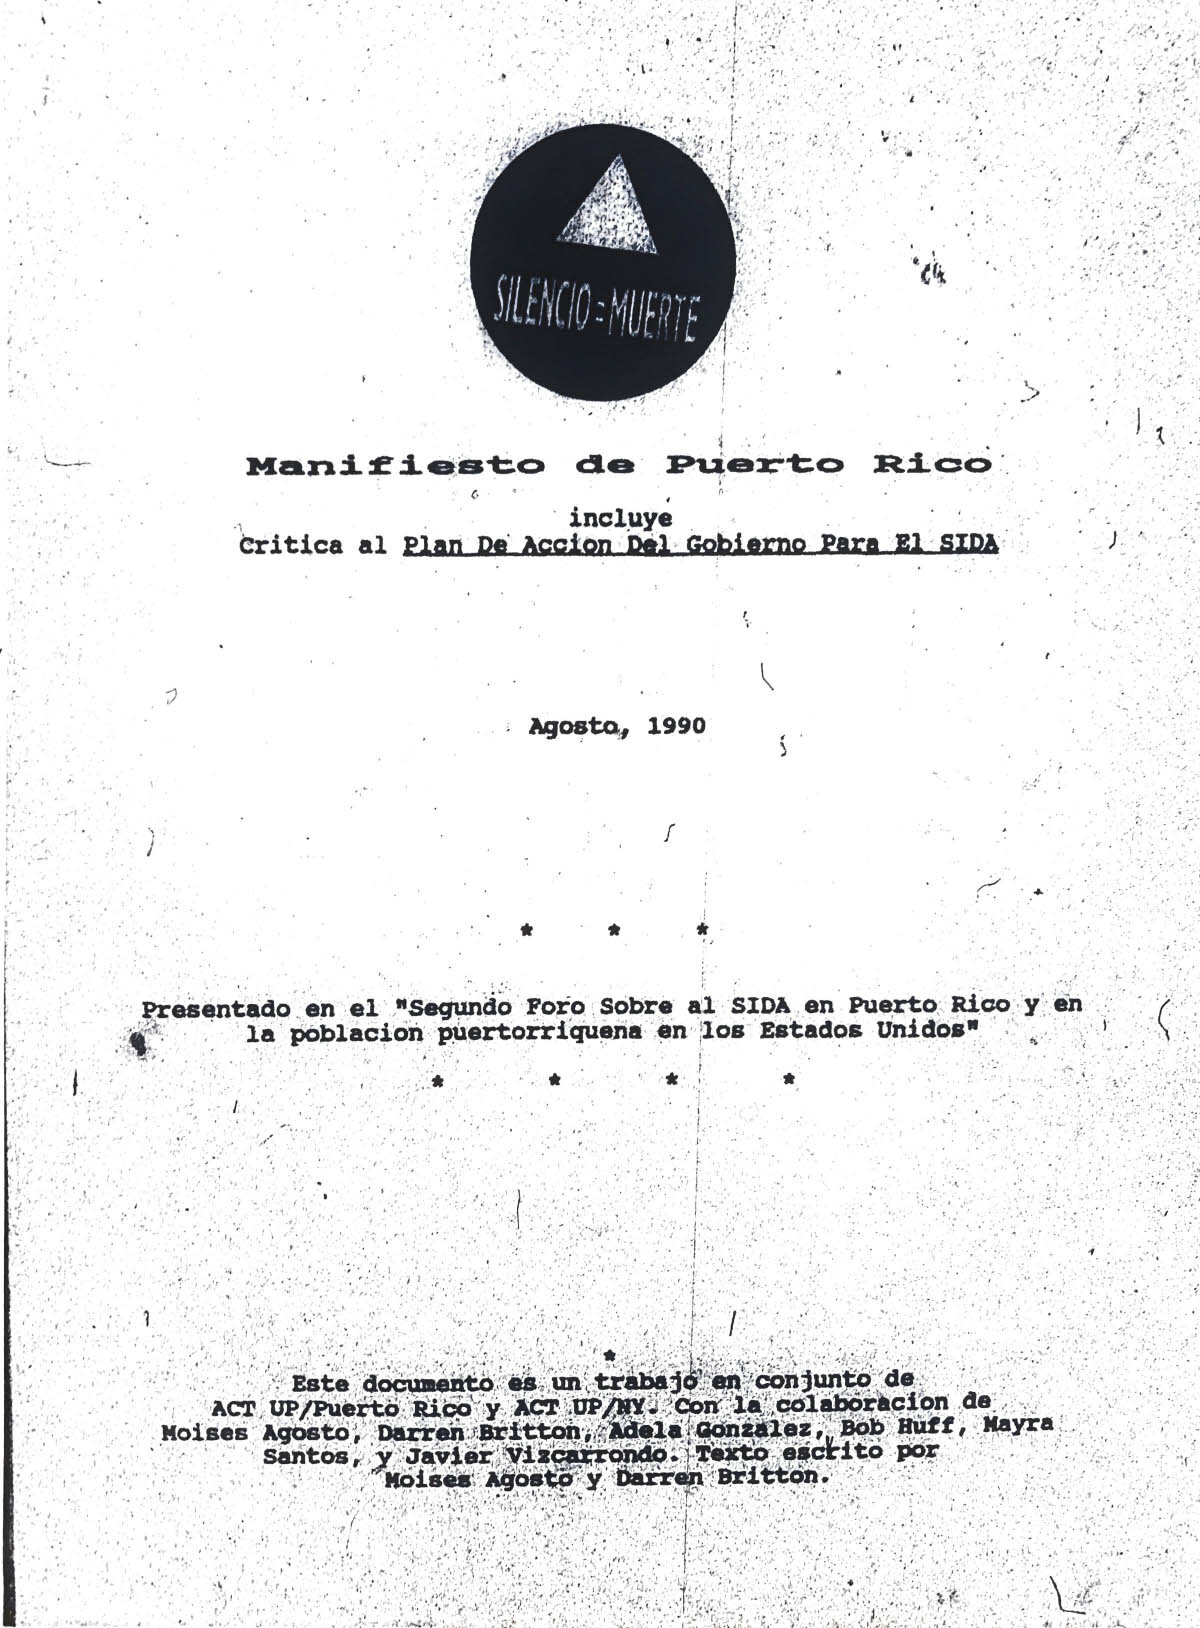 SILENCIO = MUERTE
Manifiesto de Puerto Rico
incluye
Critica al Plan De Accion Del Gobierno Para El SIDA
Agosto, 1990
* * *
Presentado en el "Segundo Foro Sobre al SIDA en Puerto Rico y en
la poblacion puertorriquena en los Estados Unidos"
* * * *
*
Este documento es un trabajo en conjunto de
ACT UP/Puerto Rico y ACT UP/NY. Con la colaboracion de
Moises Agosto, Darren Britton, Adela Gonzalez, Bob Huff, Mayra
Santos, y Javier Vizcarrondo. Texto escrito por
Moises Agosto y Darren Britton.